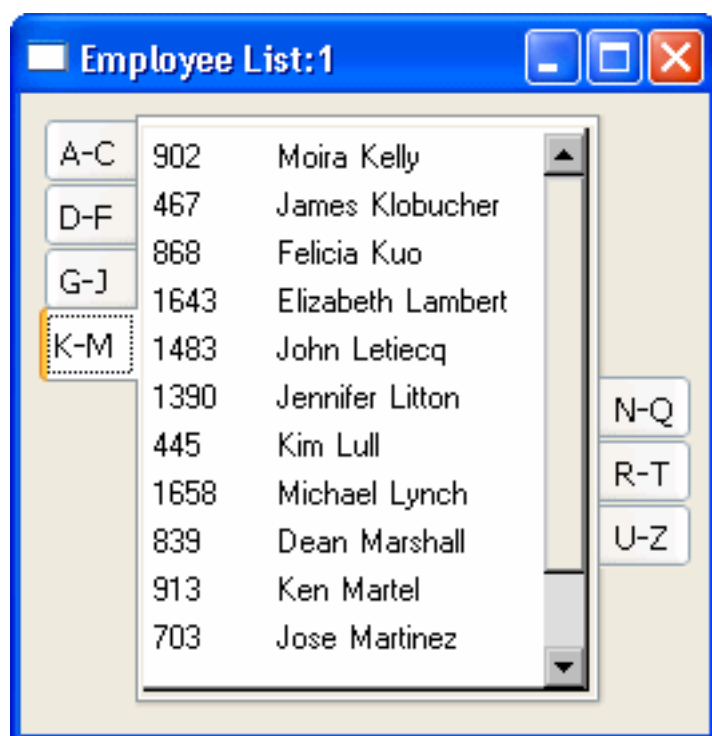 Employee List:1
A-C
D-F
G-J
K-M
902 Moira Kelly
467 James Klobucher
868 Felicia Kuo
1643 Elizabeth Lambert
1483 John Letiecq
1390 Jennifer Litton
445 Kim Lull
1658 Michael Lynch
839 Dean Marshall
913 Ken Martel
703 Jose Martinez
N-Q
R-T
U-Z